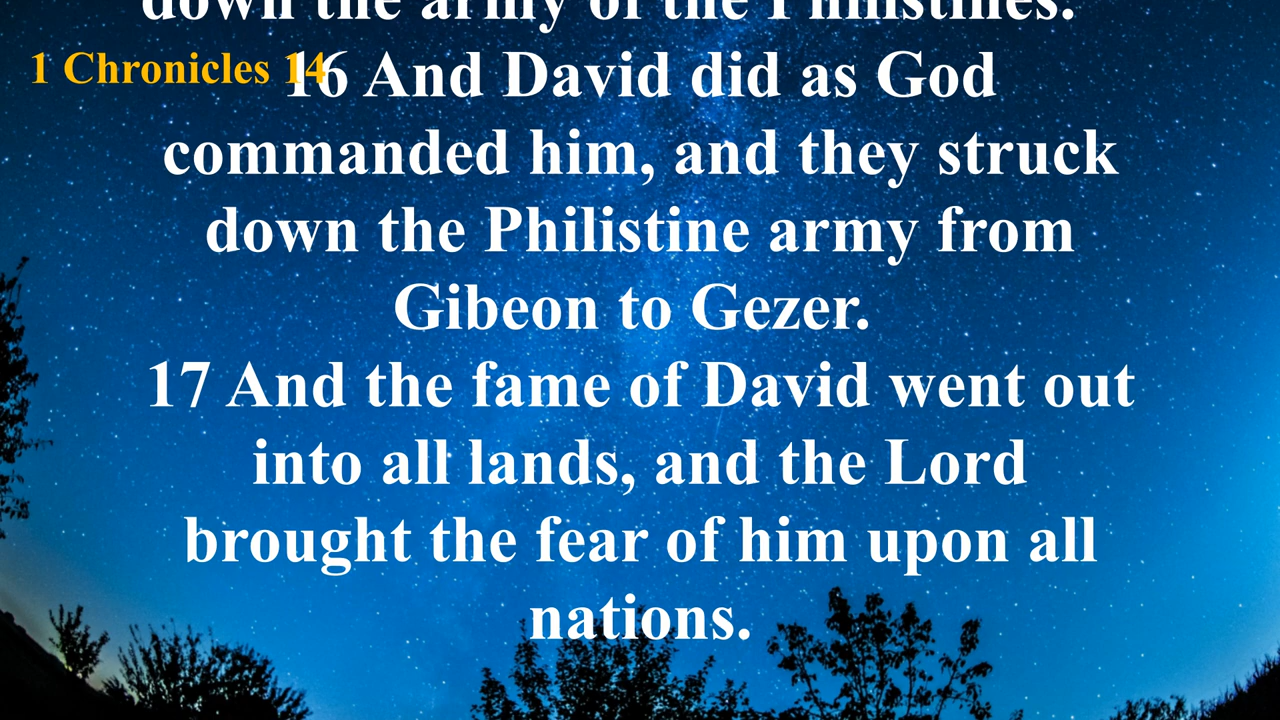 down the army of the Philistines.
1 Chronicles 14
16 And David did as God
commanded him, and they struck
down the Philistine army from
Gibeon to Gezer.
17 And the fame of David went out
into all lands, and the Lord
brought the fear of him upon all
nations.